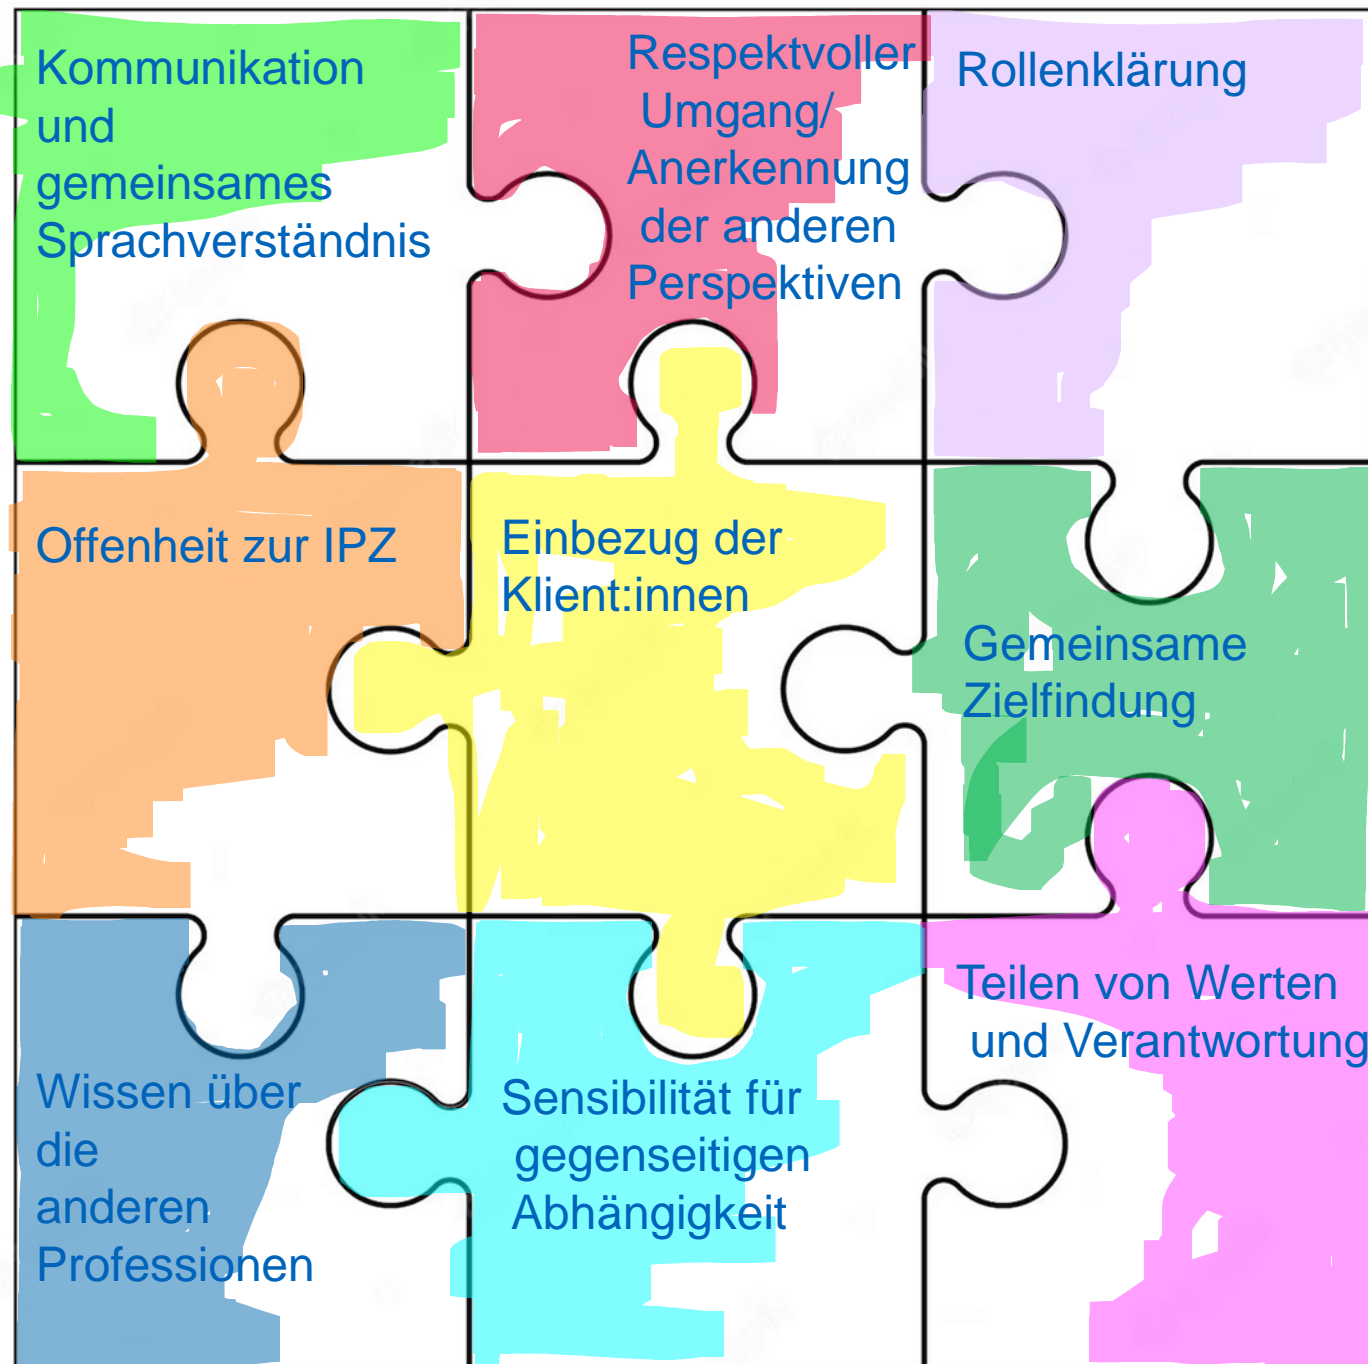 Kommunikation
und
gemeinsames
Sprachverständnis
Respektvoller
Umgang/
Anerkennung
der anderen
Perspektiven
Rollenklärung
Offenheit zur IPZ
Einbezug der
Klient:innen
Gemeinsame
Zielfindung
Wissen über
die
anderen
Professionen
Sensibilität für
gegenseitigen
Abhängigkeit
Teilen von Werten
und Verantwortung